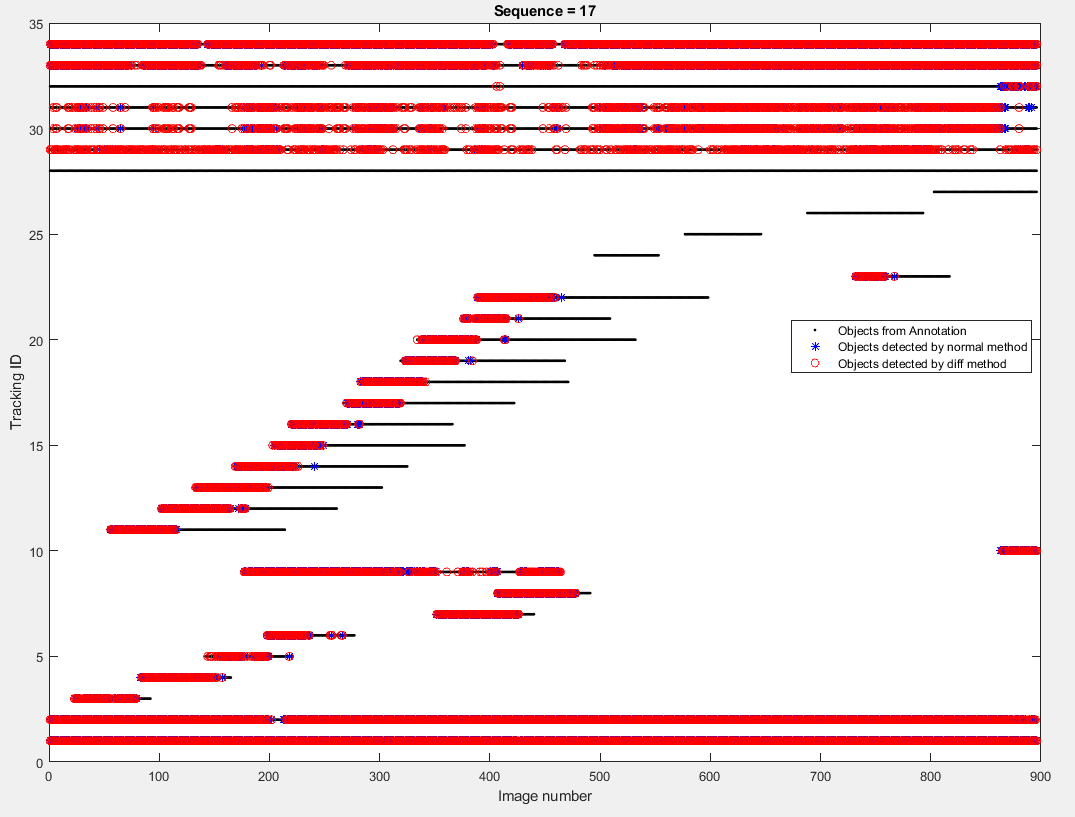 Sequence = 17
35
30
25
20
15
10
5
0
Tracking ID
Objects from Annotation
Objects detected by normal method
Objects detected by diff method
0 100 200 300 400 500 600 700 800 900
Image number